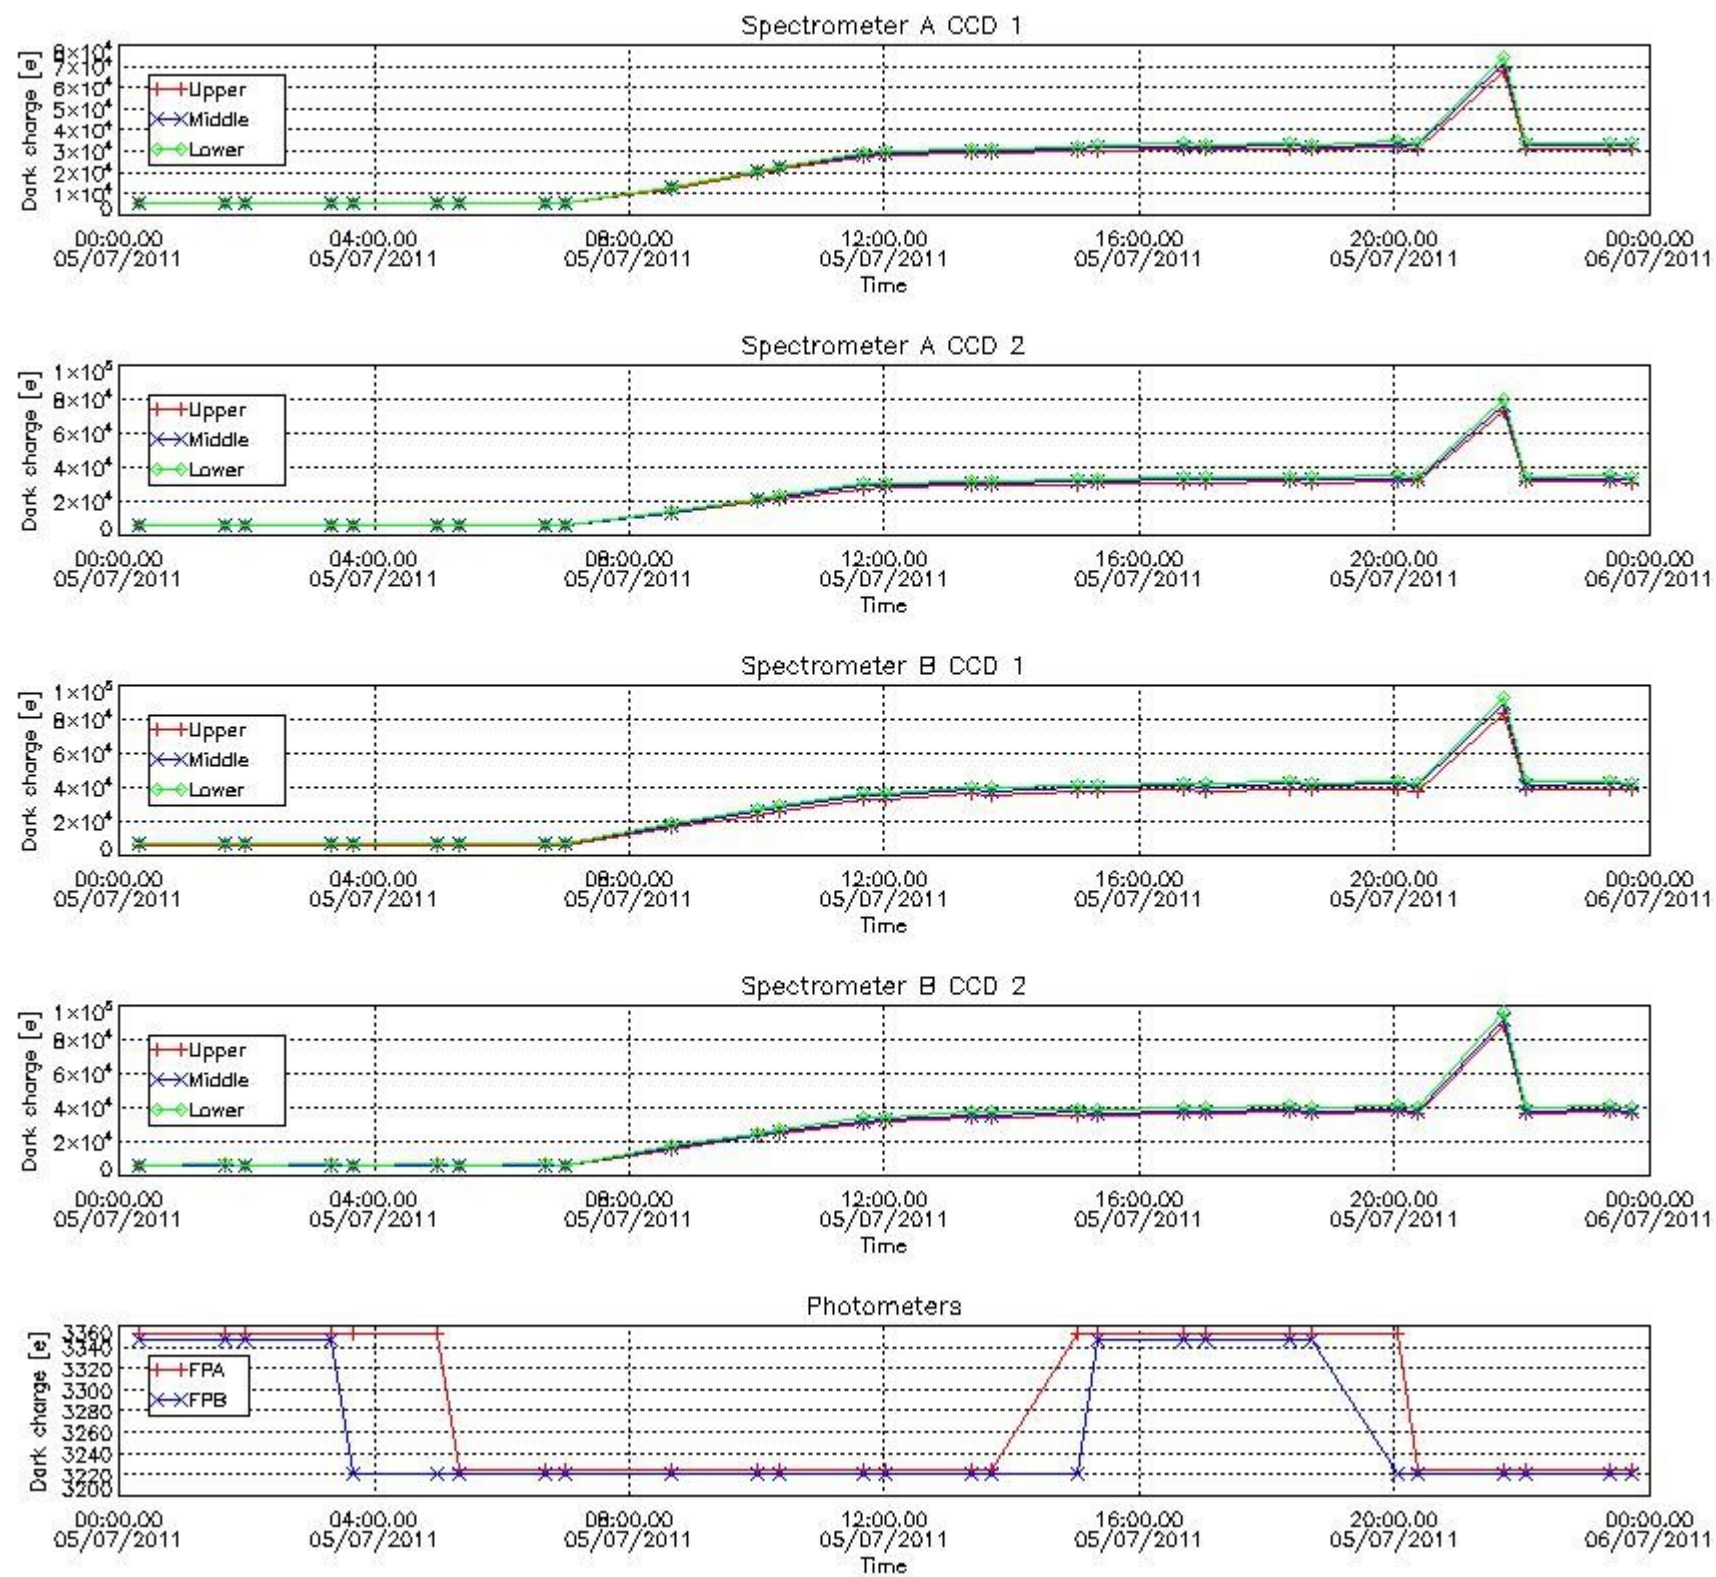 Spectrometer A CCD 1
Dark charge [e]
8×10⁴
7×10⁴
6×10⁴
5×10⁴
4×10⁴
3×10⁴
2×10⁴
1×10⁴
0
Upper
Middle
Lower
00:00.00 04:00.00 08:00.00 12:00.00 16:00.00 20:00.00 00:00.00
05/07/2011 05/07/2011 05/07/2011 05/07/2011 05/07/2011 05/07/2011 06/07/2011
Time
Spectrometer A CCD 2
Dark charge [e]
1×10⁵
8×10⁴
6×10⁴
4×10⁴
2×10⁴
0
Upper
Middle
Lower
00:00.00 04:00.00 08:00.00 12:00.00 16:00.00 20:00.00 00:00.00
05/07/2011 05/07/2011 05/07/2011 05/07/2011 05/07/2011 05/07/2011 06/07/2011
Time
Spectrometer B CCD 1
Dark charge [e]
1×10⁵
8×10⁴
6×10⁴
4×10⁴
2×10⁴
0
Upper
Middle
Lower
00:00.00 04:00.00 08:00.00 12:00.00 16:00.00 20:00.00 00:00.00
05/07/2011 05/07/2011 05/07/2011 05/07/2011 05/07/2011 05/07/2011 06/07/2011
Time
Spectrometer B CCD 2
Dark charge [e]
1×10⁵
8×10⁴
6×10⁴
4×10⁴
2×10⁴
0
Upper
Middle
Lower
00:00.00 04:00.00 08:00.00 12:00.00 16:00.00 20:00.00 00:00.00
05/07/2011 05/07/2011 05/07/2011 05/07/2011 05/07/2011 05/07/2011 06/07/2011
Time
Photometers
Dark charge [e]
3360
3340
3320
3300
3280
3260
3240
3220
3200
FPA
FPB
00:00.00 04:00.00 08:00.00 12:00.00 16:00.00 20:00.00 00:00.00
05/07/2011 05/07/2011 05/07/2011 05/07/2011 05/07/2011 05/07/2011 06/07/2011
Time